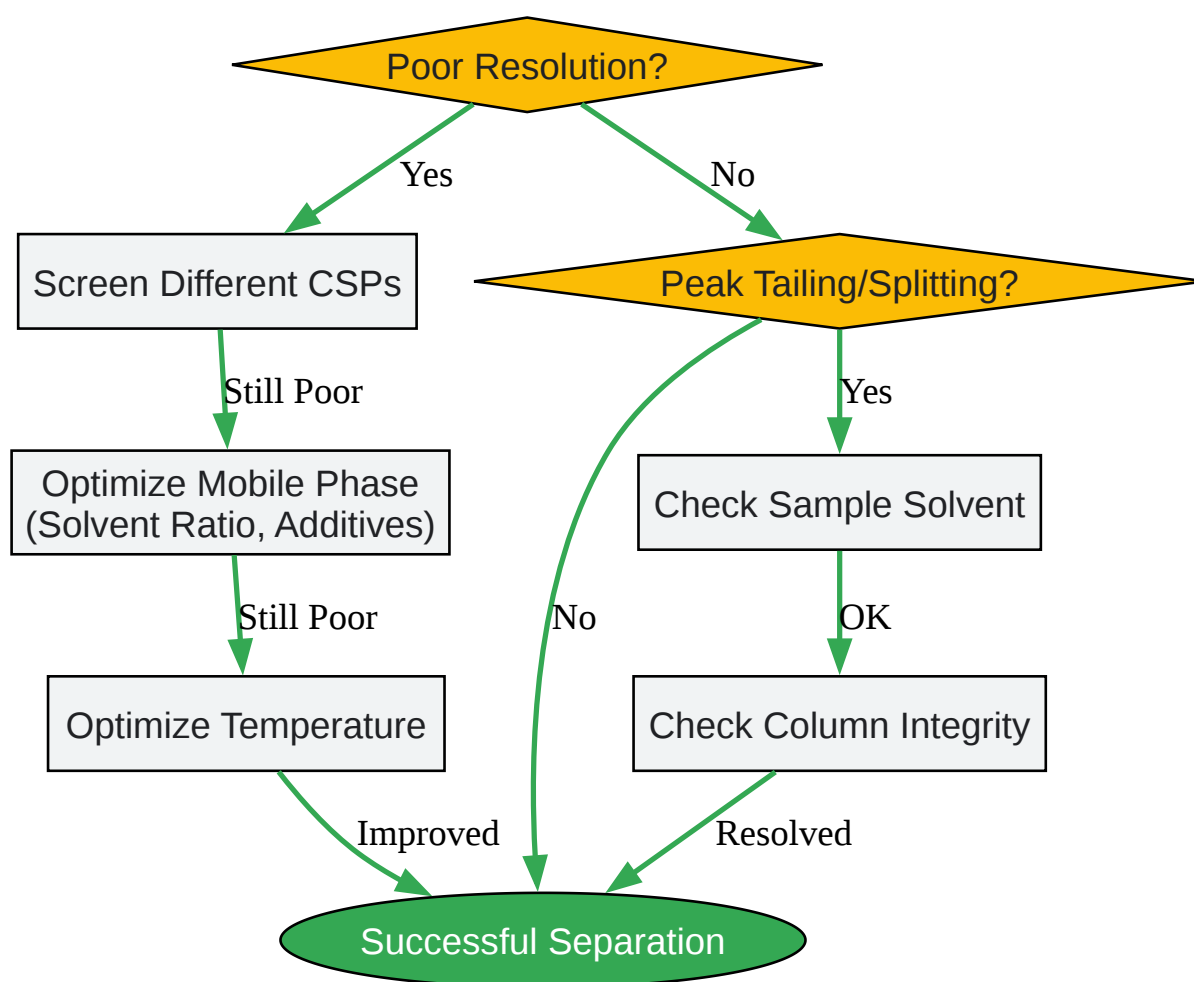 Poor Resolution?
Yes
No
Screen Different CSPs
Peak Tailing/Splitting?
Still Poor
Yes
Optimize Mobile Phase
(Solvent Ratio, Additives)
Check Sample Solvent
Still Poor
No
OK
Optimize Temperature
Check Column Integrity
Improved
Resolved
Successful Separation